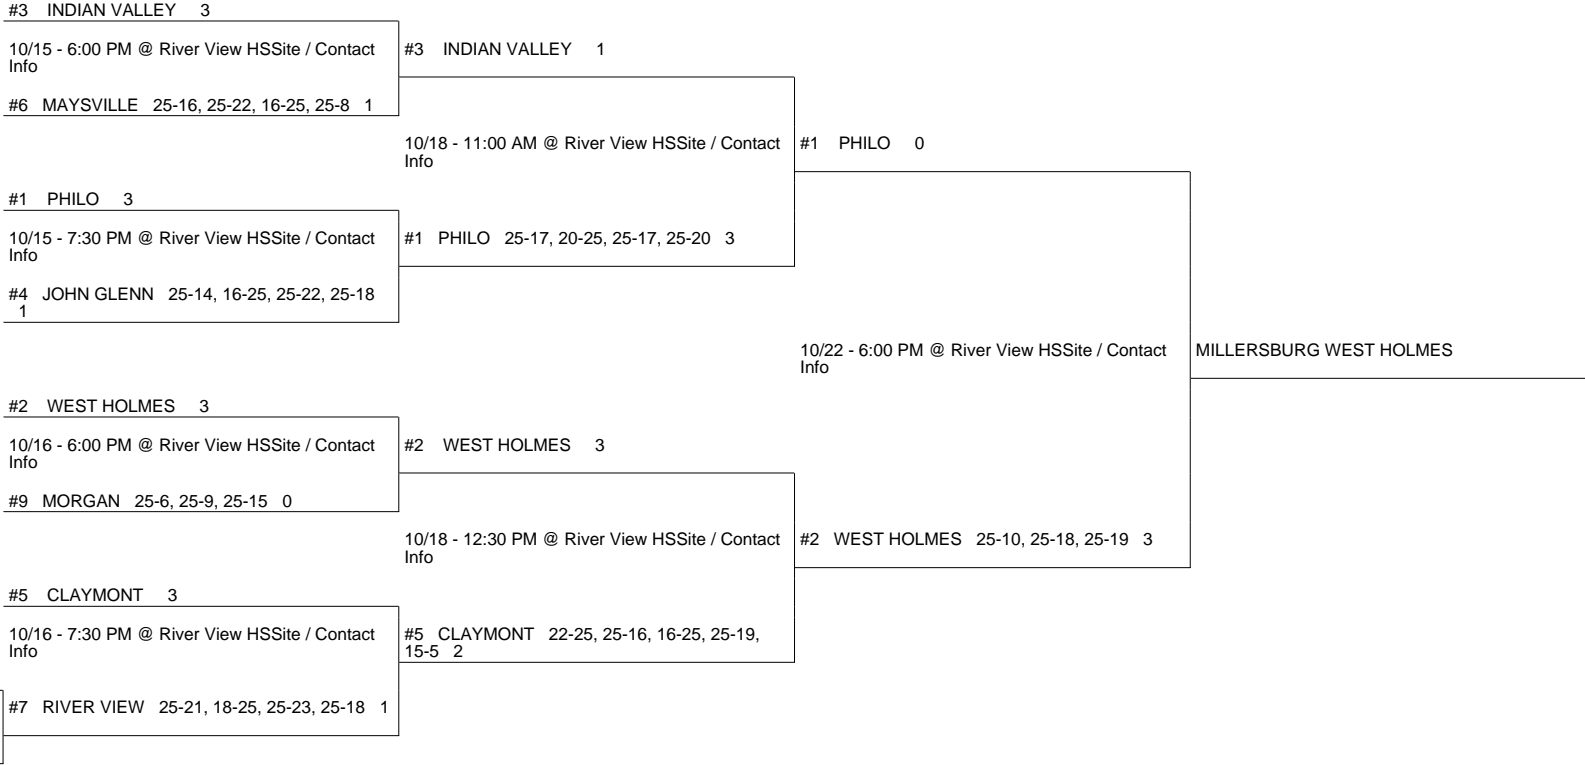 #3 INDIAN VALLEY 3
10/15 - 6:00 PM @ River View HSSite / Contact
Info
#6 MAYSVILLE 25-16, 25-22, 16-25, 25-8 1
#3 INDIAN VALLEY 1
10/18 - 11:00 AM @ River View HSSite / Contact
Info
#1 PHILO 0
#1 PHILO 3
10/15 - 7:30 PM @ River View HSSite / Contact
Info
#4 JOHN GLENN 25-14, 16-25, 25-22, 25-18
1
#1 PHILO 25-17, 20-25, 25-17, 25-20 3
10/22 - 6:00 PM @ River View HSSite / Contact
Info
MILLERSBURG WEST HOLMES
#2 WEST HOLMES 3
10/16 - 6:00 PM @ River View HSSite / Contact
Info
#9 MORGAN 25-6, 25-9, 25-15 0
#2 WEST HOLMES 3
10/18 - 12:30 PM @ River View HSSite / Contact
Info
#2 WEST HOLMES 25-10, 25-18, 25-19 3
#5 CLAYMONT 3
10/16 - 7:30 PM @ River View HSSite / Contact
Info
#7 RIVER VIEW 25-21, 18-25, 25-23, 25-18 1
#5 CLAYMONT 22-25, 25-16, 16-25, 25-19,
15-5 2